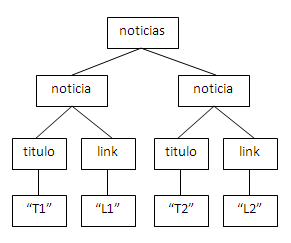 noticias
noticia noticia
titulo link titulo link
“T1” “L1” “T2” “L2”